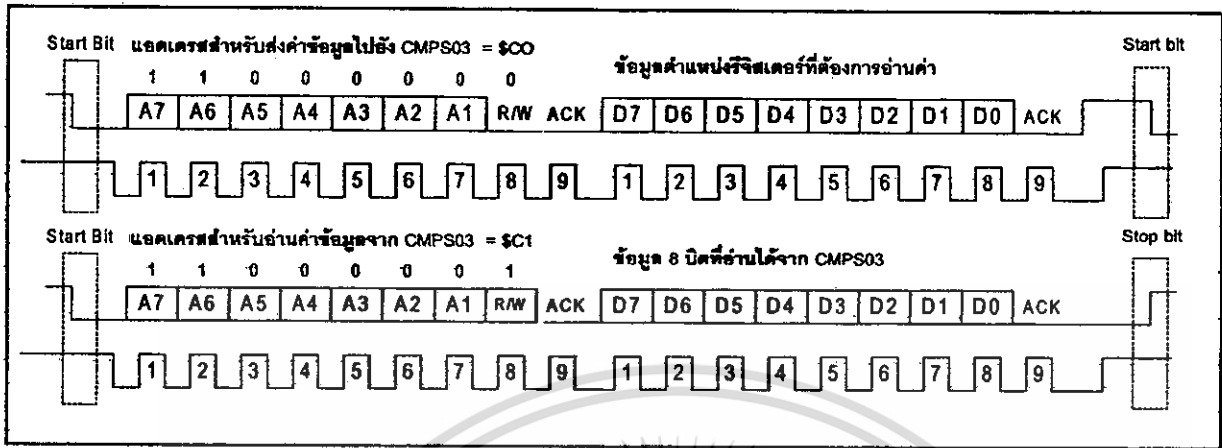 Start Bit แอดเดรสสำหรับส่งค่าข้อมูลไปยัง CMPS03 = $CO Start bit
1 1 0 0 0 0 0 0 ข้อมูลตำแหน่งรีจิสเตอร์ที่ต้องการอ่านค่า
A7 A6 A5 A4 A3 A2 A1 R/W ACK D7 D6 D5 D4 D3 D2 D1 D0 ACK
1 2 3 4 5 6 7 8 9 1 2 3 4 5 6 7 8 9
Start Bit แอดเดรสสำหรับอ่านค่าข้อมูลจาก CMPS03 = $C1 Stop bit
1 1 0 0 0 0 0 1 ข้อมูล 8 บิตที่อ่านได้จาก CMPS03
A7 A6 A5 A4 A3 A2 A1 R/W ACK D7 D6 D5 D4 D3 D2 D1 D0 ACK
1 2 3 4 5 6 7 8 9 1 2 3 4 5 6 7 8 9